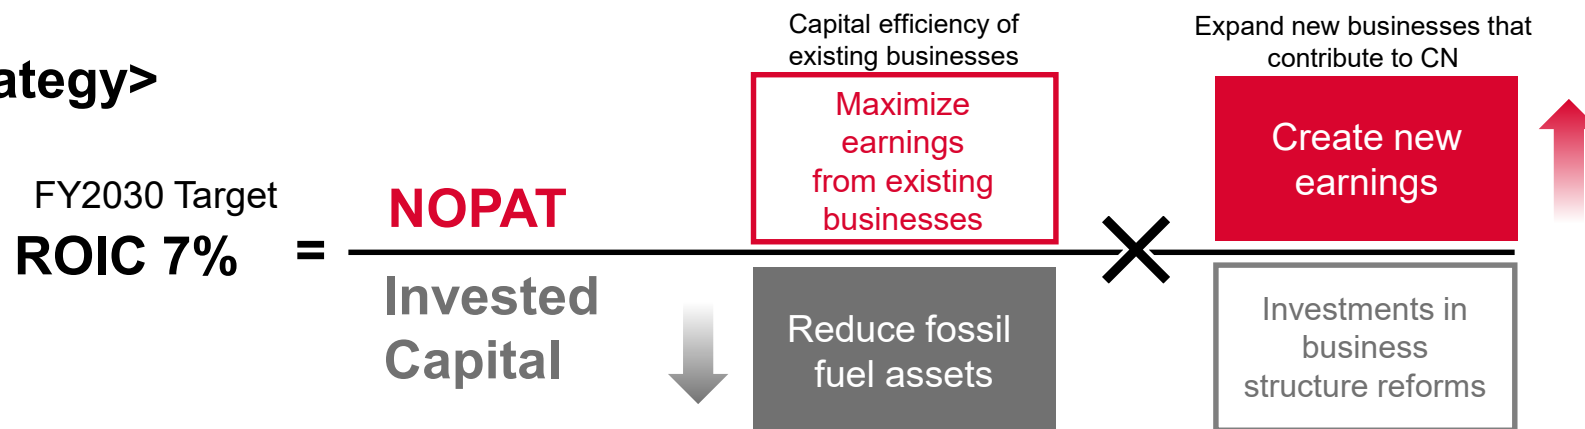 ategy>
FY2030 Target
ROIC 7%
=
NOPAT
Invested
Capital
Capital efficiency of
existing businesses
Maximize
earnings
from existing
businesses
Reduce fossil
fuel assets
Expand new businesses that
contribute to CN
Create new
earnings
Investments in
business
structure reforms